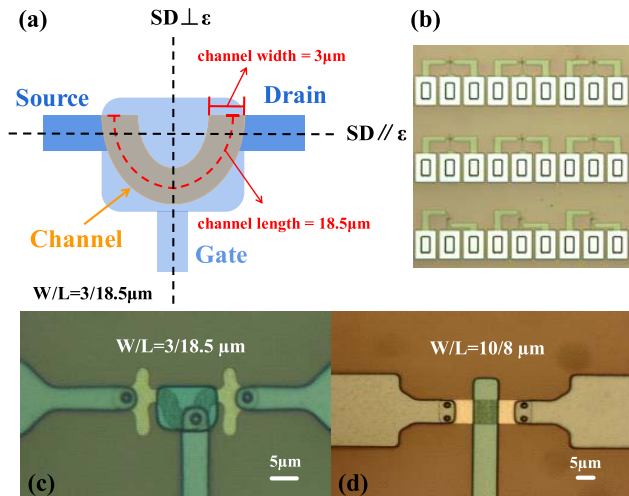 (a)
SD⊥ε
channel width = 3μm
Source
Drain
SD∥ε
Channel
channel length = 18.5μm
Gate
W/L=3/18.5μm
(b)
W/L=3/18.5 μm
5μm
(c)
W/L=10/8 μm
5μm
(d)